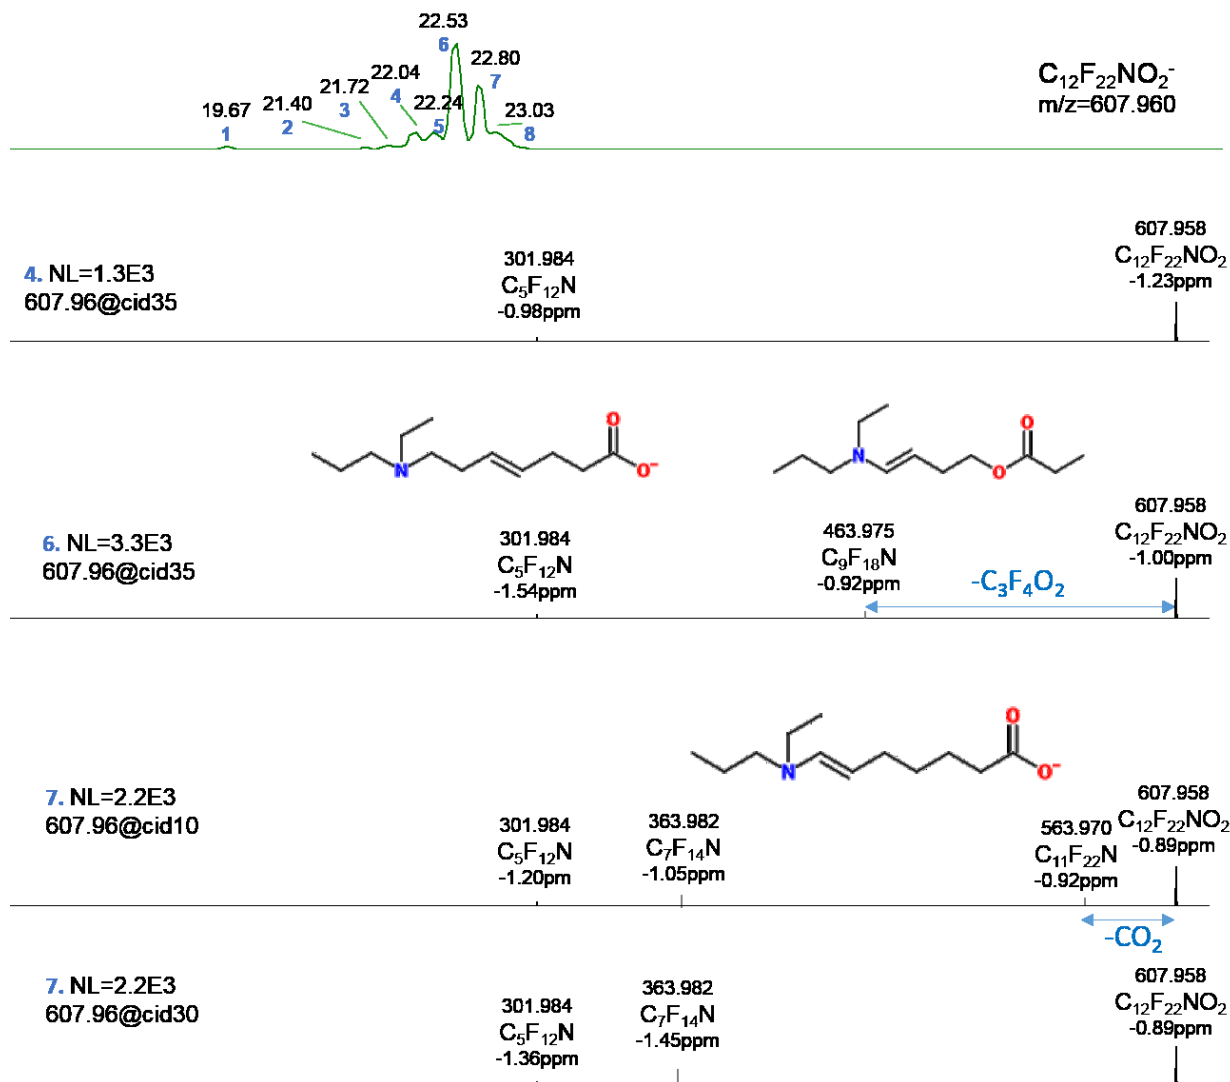 22.53
6
22.80
7
22.04
4
21.72
3
22.24
5
21.40
2
19.67
1
23.03
8
C₁₂F₂₂NO₂⁻
m/z=607.960
4. NL=1.3E3
607.96@cid35
301.984
C₅F₁₂N
-0.98ppm
607.958
C₁₂F₂₂NO₂
-1.23ppm
N
O
O⁻
N
O
O
6. NL=3.3E3
607.96@cid35
301.984
C₅F₁₂N
-1.54ppm
463.975
C₉F₁₈N
-0.92ppm
-C₃F₄O₂
607.958
C₁₂F₂₂NO₂
-1.00ppm
N
O
O⁻
7. NL=2.2E3
607.96@cid10
301.984
C₅F₁₂N
-1.20pm
363.982
C₇F₁₄N
-1.05ppm
563.970
C₁₁F₂₂N
-0.92ppm
607.958
C₁₂F₂₂NO₂
-0.89ppm
-CO₂
7. NL=2.2E3
607.96@cid30
301.984
C₅F₁₂N
-1.36ppm
363.982
C₇F₁₄N
-1.45ppm
607.958
C₁₂F₂₂NO₂
-0.89ppm